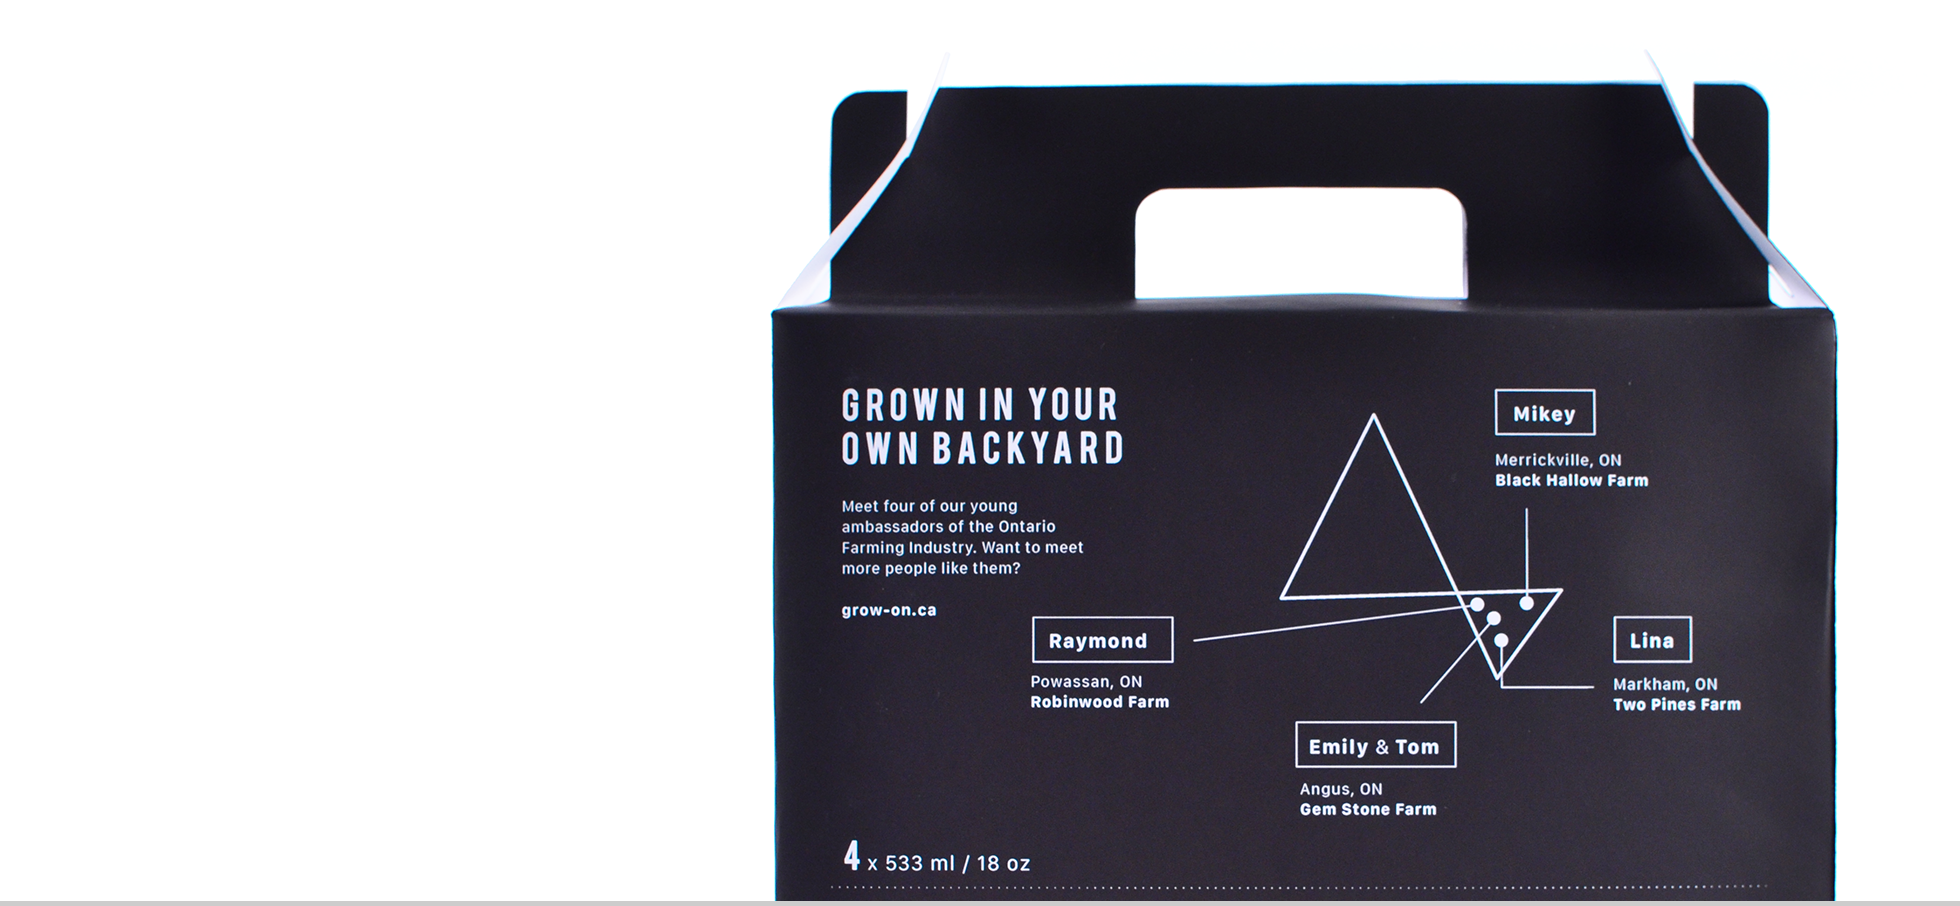 GROWN IN YOUR
OWN BACKYARD
Meet four of our young
ambassadors of the Ontario
Farming Industry. Want to meet
more people like them?
grow-on.ca
Mikey
Merrickville, ON
Black Hallow Farm
Raymond
Powassan, ON
Robinwood Farm
Lina
Markham, ON
Two Pines Farm
Emily & Tom
Angus, ON
Gem Stone Farm
4 x 533 ml / 18 oz